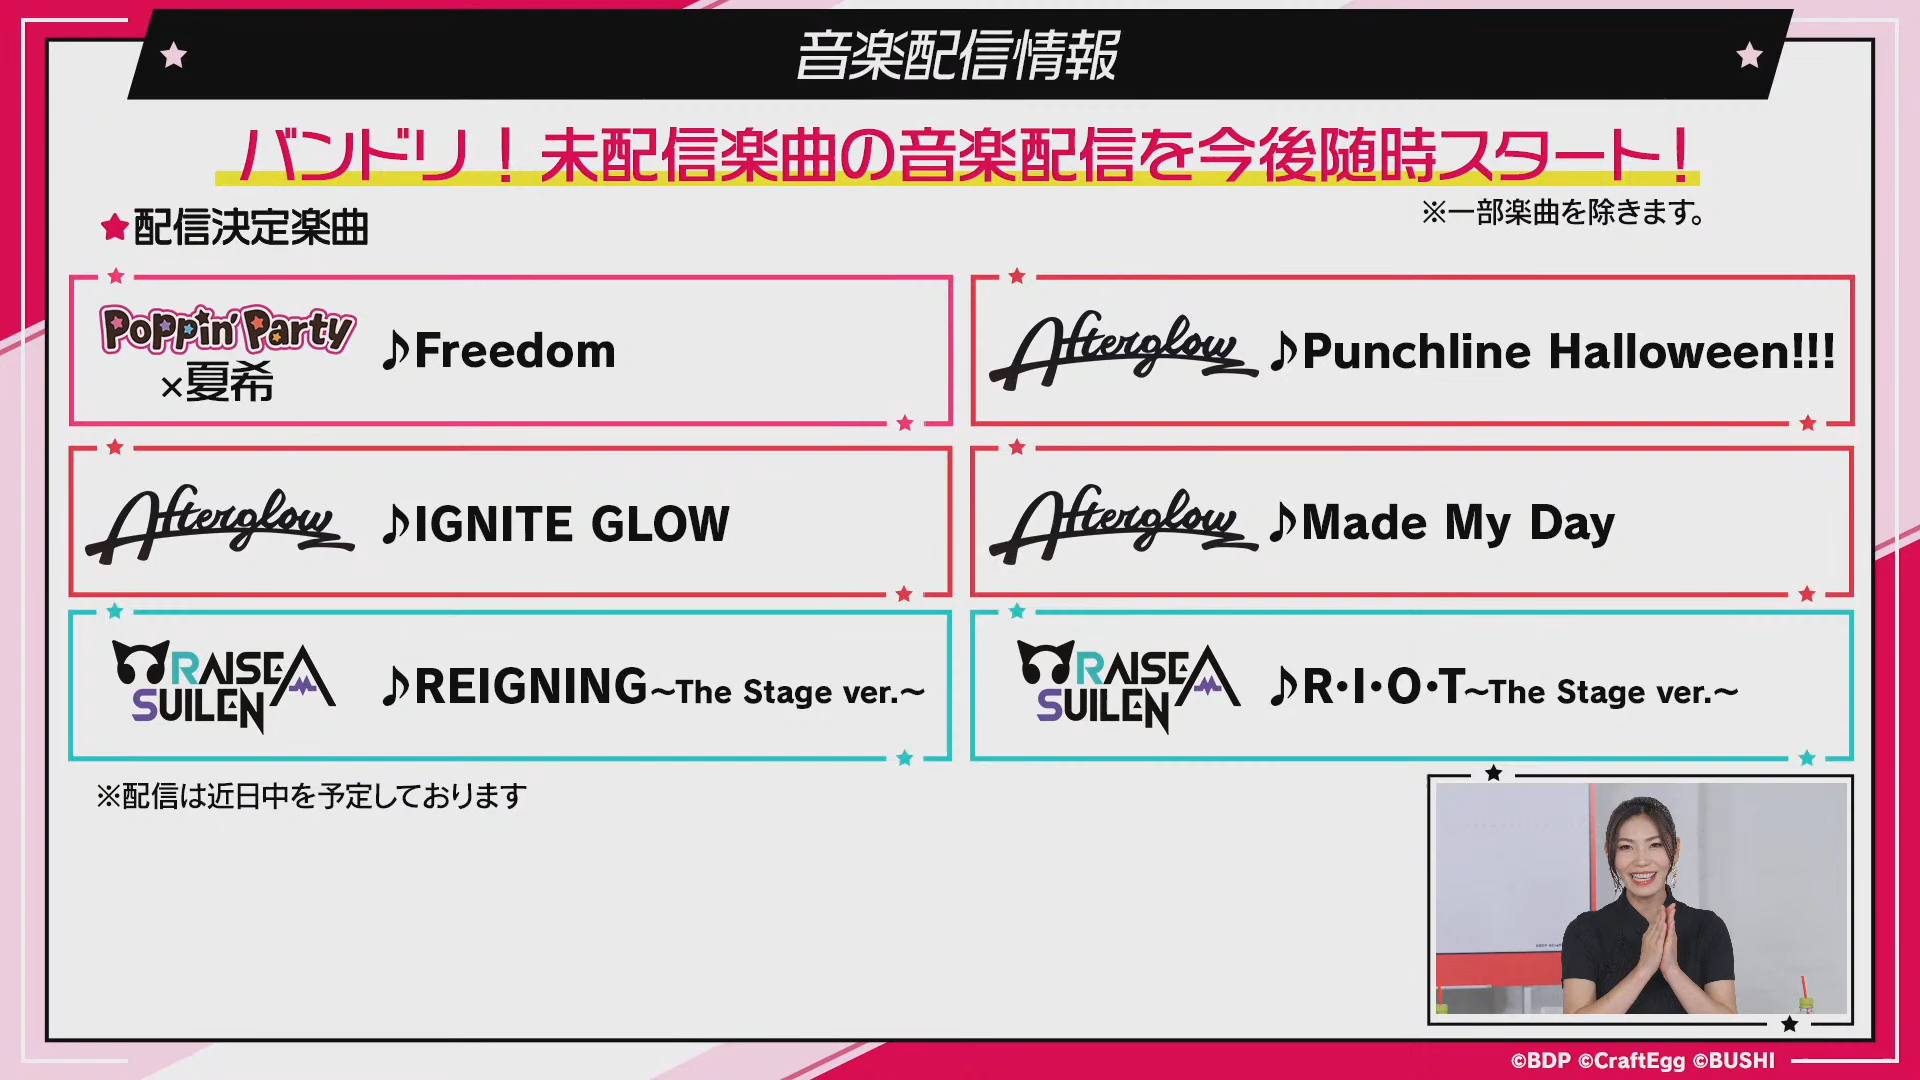 音楽配信情報
バンドリ！未配信楽曲の音楽配信を今後随時スタート！
※一部楽曲を除きます。
★配信決定楽曲
Poppin'Party
×夏希
♪Freedom
Afterglow
♪Punchline Halloween!!!
Afterglow
♪IGNITE GLOW
Afterglow
♪Made My Day
RAISE A SUILEN
♪REIGNING～The Stage ver.～
RAISE A SUILEN
♪R・I・O・T～The Stage ver.～
※配信は近日中を予定しております
©BDP ©CraftEgg ©BUSHI